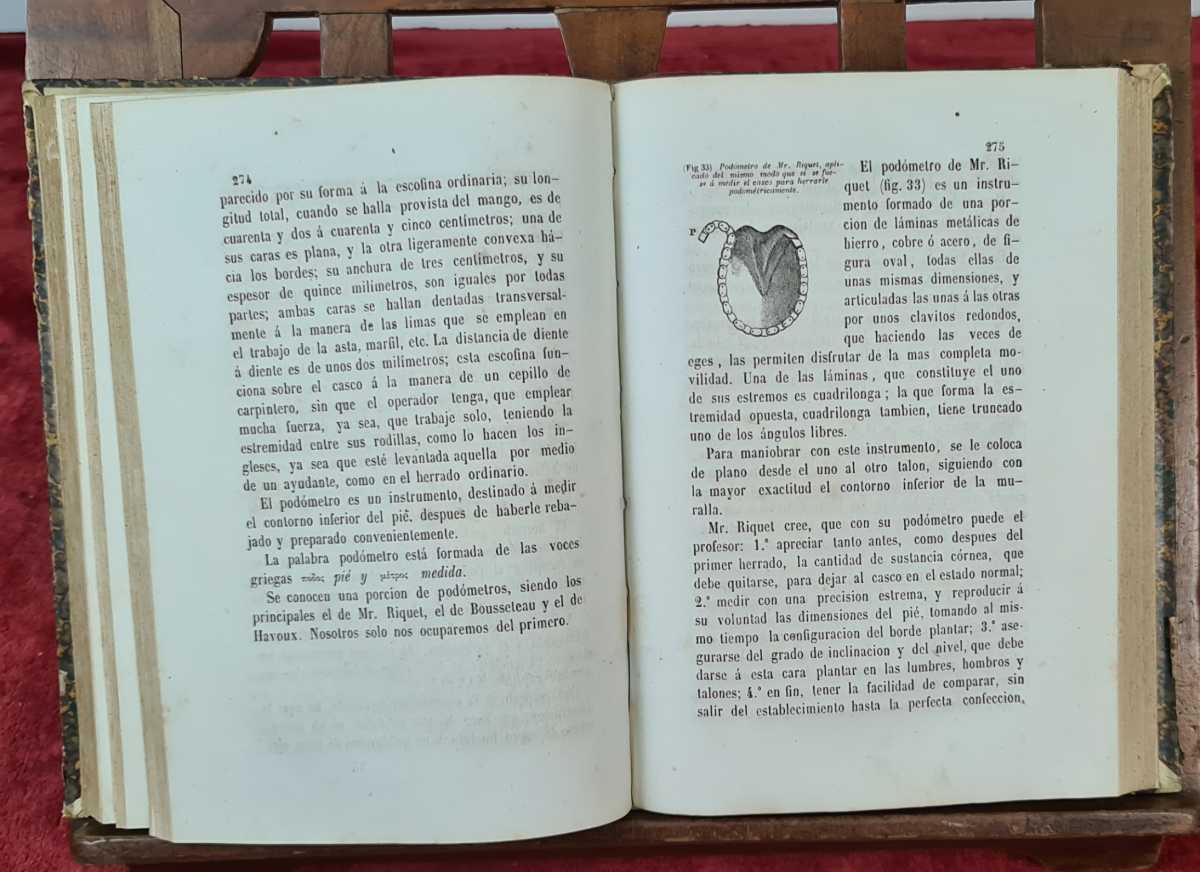 274
parecido por su forma á la escofina ordinaria; su lon-
gitud total, cuando se halla provista del mango, es de
cuarenta y dos á cuarenta y cinco centímetros; una de
sus caras es plana, y la otra ligeramente convexa há-
cia los bordes; su anchura de tres centímetros, y su
espesor de quince milimetros, son iguales por todas
partes; ambas caras se hallan dentadas transversal-
mente á la manera de las limas que se emplean en
el trabajo de la asta, marfil, etc. La distancia de diente
á diente es de unos dos milímetros; esta escofina fun-
ciona sobre el casco á la manera de un cepillo de
carpintero, sin que el operador tenga, que emplear
mucha fuerza, ya sea, que trabaje solo, teniendo la
estremidad entre sus rodillas, como lo hacen los in-
gleses, ya sea que esté levantada aquella por medio
de un ayudante, como en el herrado ordinario.
El podómetro es un instrumento, destinado á medir
el contorno inferior del pié, despues de haberle reba-
jado y preparado convenientemente.
La palabra podómetro está formada de las voces
griegas ποδος pié y μέτρος medida.
Se conocen una porcion de podómetros, siendo los
principales el de Mr. Riquet, el de Bousseteau y el de
Havoux. Nosotros solo nos ocuparemos del primero.
275
(Fig 33) Podómetro de Mr. Riquet, apli-
cado del mismo modo que si se fue-
se á medir el casco para herrarle
podométricamente.
P
El podómetro de Mr. Ri-
quet (fig. 33) es un instru-
mento formado de una por-
cion de láminas metálicas de
hierro, cobre ó acero, de fi-
gura oval, todas ellas de
unas mismas dimensiones, y
articuladas las unas á las otras
por unos clavitos redondos,
que haciendo las veces de
eges, las permiten disfrutar de la mas completa mo-
vilidad. Una de las láminas, que constituye el uno
de sus estremos es cuadrilonga; la que forma la es-
tremidad opuesta, cuadrilonga tambien, tiene truncado
uno de los ángulos libres.
Para maniobrar con este instrumento, se le coloca
de plano desde el uno al otro talon, siguiendo con
la mayor exactitud el contorno inferior de la mu-
ralla.
Mr. Riquet cree, que con su podómetro puede el
profesor: 1.º apreciar tanto antes, como despues del
primer herrado, la cantidad de sustancia córnea, que
debe quitarse, para dejar al casco en el estado normal;
2.º medir con una precision estrema, y reproducir á
su voluntad las dimensiones del pié, tomando al mis-
mo tiempo la configuracion del borde plantar; 3.º ase-
gurarse del grado de inclinacion y del nivel, que debe
darse á esta cara plantar en las lumbres, hombros y
talones; 4.º en fin, tener la facilidad de comparar, sin
salir del establecimiento hasta la perfecta confeccion,